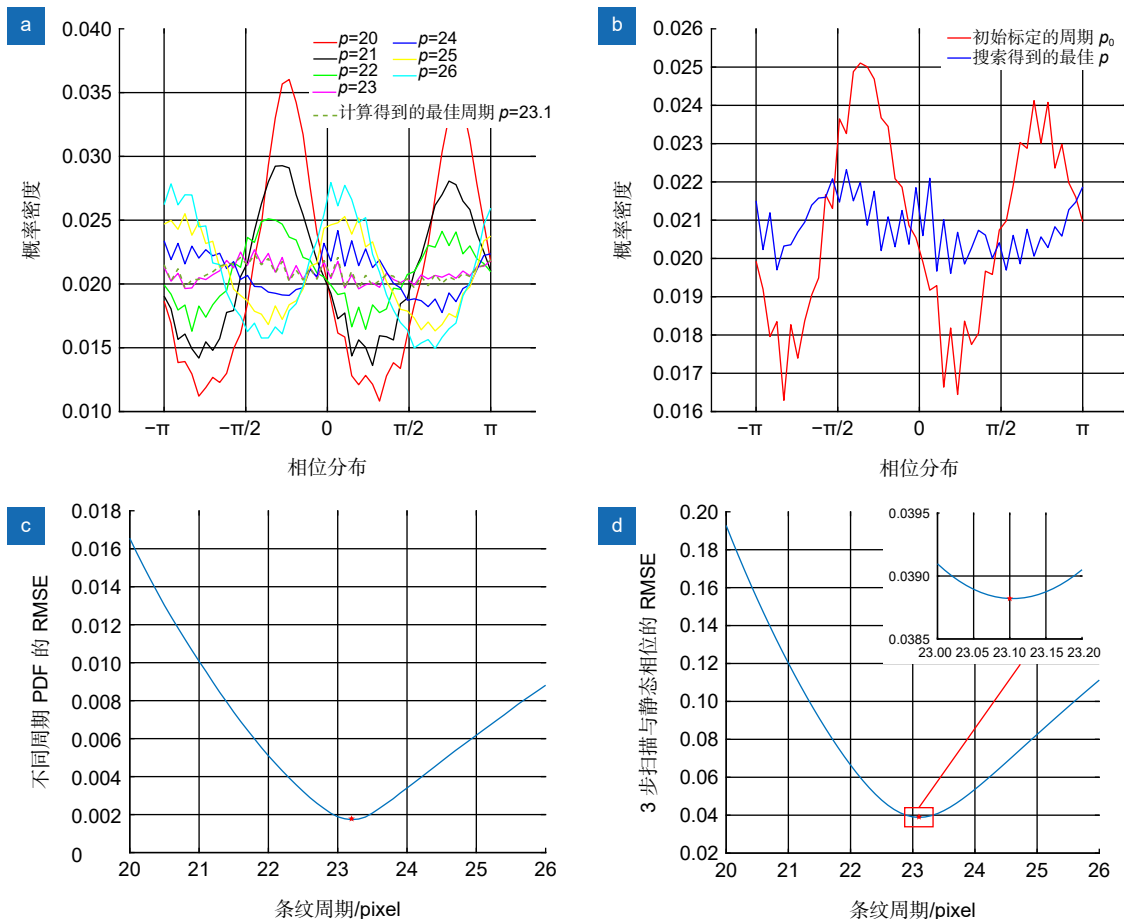 a
0.040
0.035
0.030
0.025
0.020
0.015
0.010
概率密度
p=20
p=21
p=22
p=23
p=24
p=25
p=26
计算得到的最佳周期 p=23.1
−π
−π/2
0
π/2
π
相位分布
b
0.026
0.025
0.024
0.023
0.022
0.021
0.020
0.019
0.018
0.017
0.016
概率密度
初始标定的周期 p₀
搜索得到的最佳 p
−π
−π/2
0
π/2
π
相位分布
c
0.018
0.016
0.014
0.012
0.010
0.008
0.006
0.004
0.002
0
不同周期 PDF 的 RMSE
20
21
22
23
24
25
26
条纹周期/pixel
d
0.20
0.18
0.16
0.14
0.12
0.10
0.08
0.06
0.04
0.02
3 步扫描与静态相位的 RMSE
0.0395
0.0390
0.0385
23.00
23.05
23.10
23.15
23.20
20
21
22
23
24
25
26
条纹周期/pixel